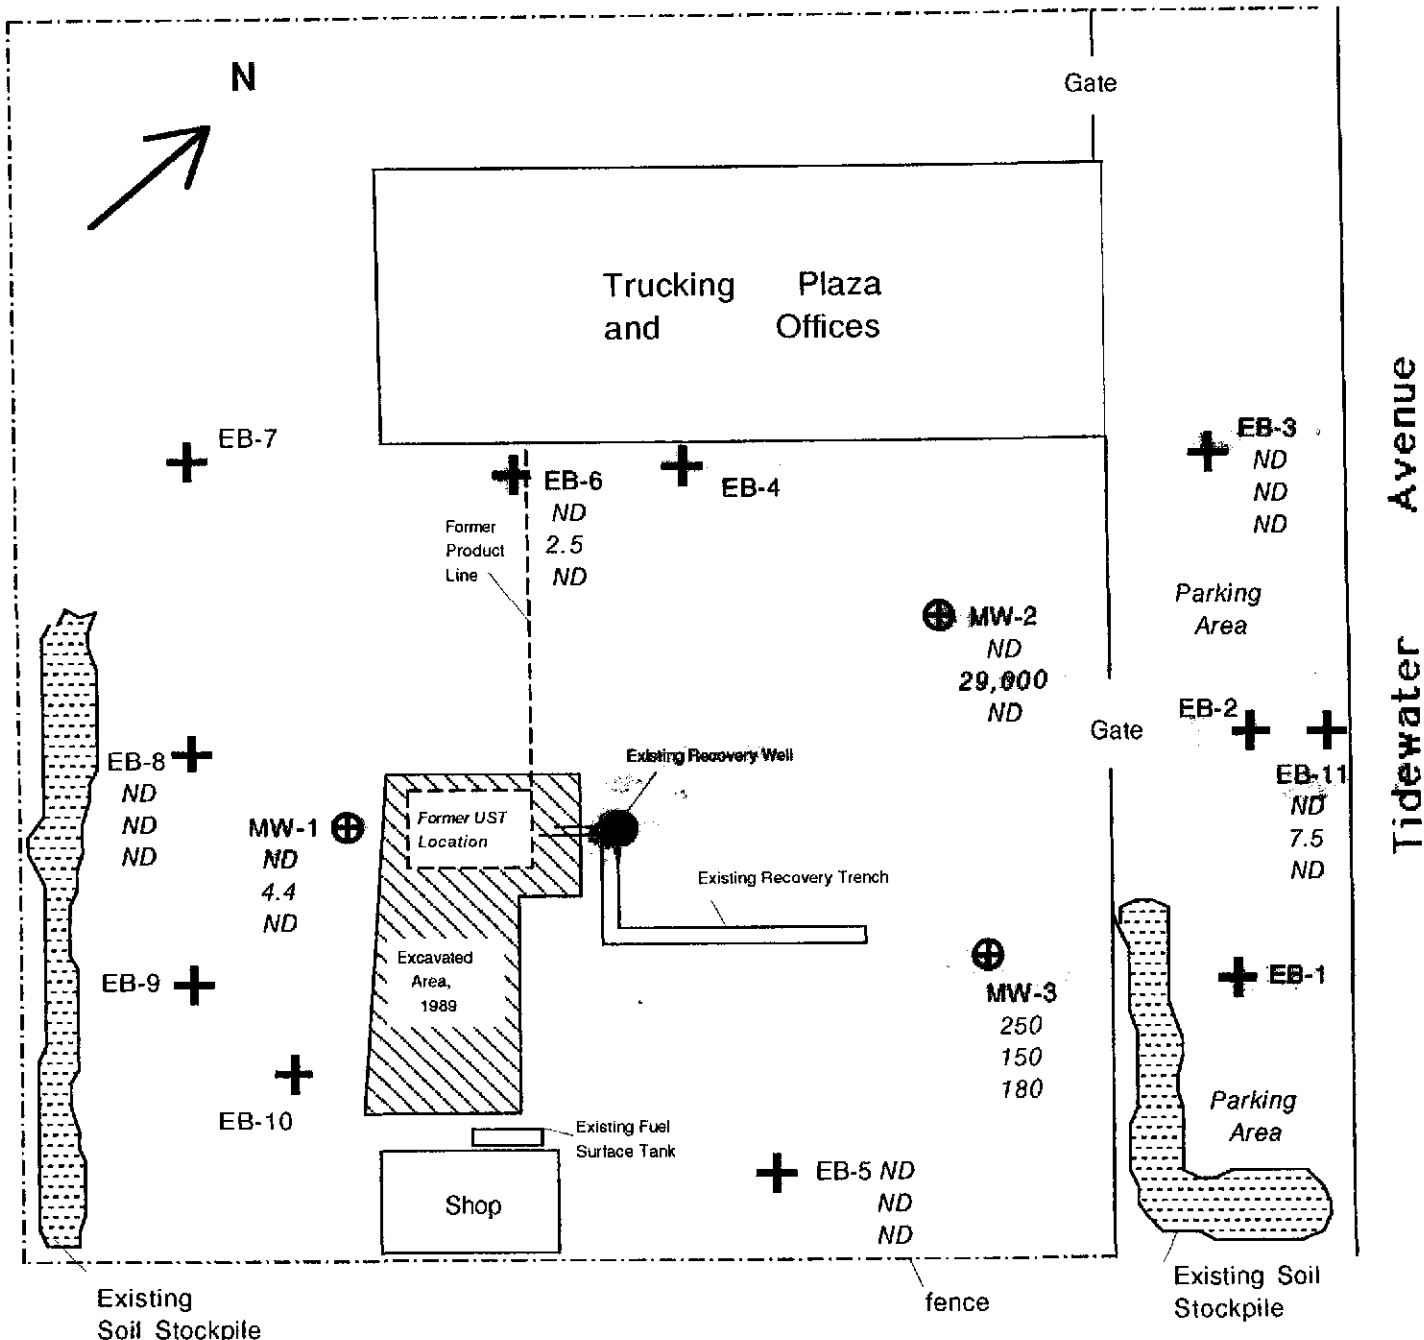 N
Gate
Trucking Plaza
and Offices
Tidewater Avenue
EB-7
EB-6
ND
2.5
ND
Former
Product
Line
EB-4
EB-3
ND
ND
ND
Parking
Area
MW-2
ND
29,000
ND
Gate
EB-2
EB-11
ND
7.5
ND
EB-8
ND
ND
ND
MW-1
ND
4.4
ND
Former UST
Location
Existing Recovery Well
Existing Recovery Trench
Excavated
Area,
1989
EB-9
EB-10
MW-3
250
150
180
EB-1
Parking
Area
Existing Fuel
Surface Tank
Shop
EB-5 ND
ND
ND
Existing
Soil Stockpile
fence
Existing Soil
Stockpile